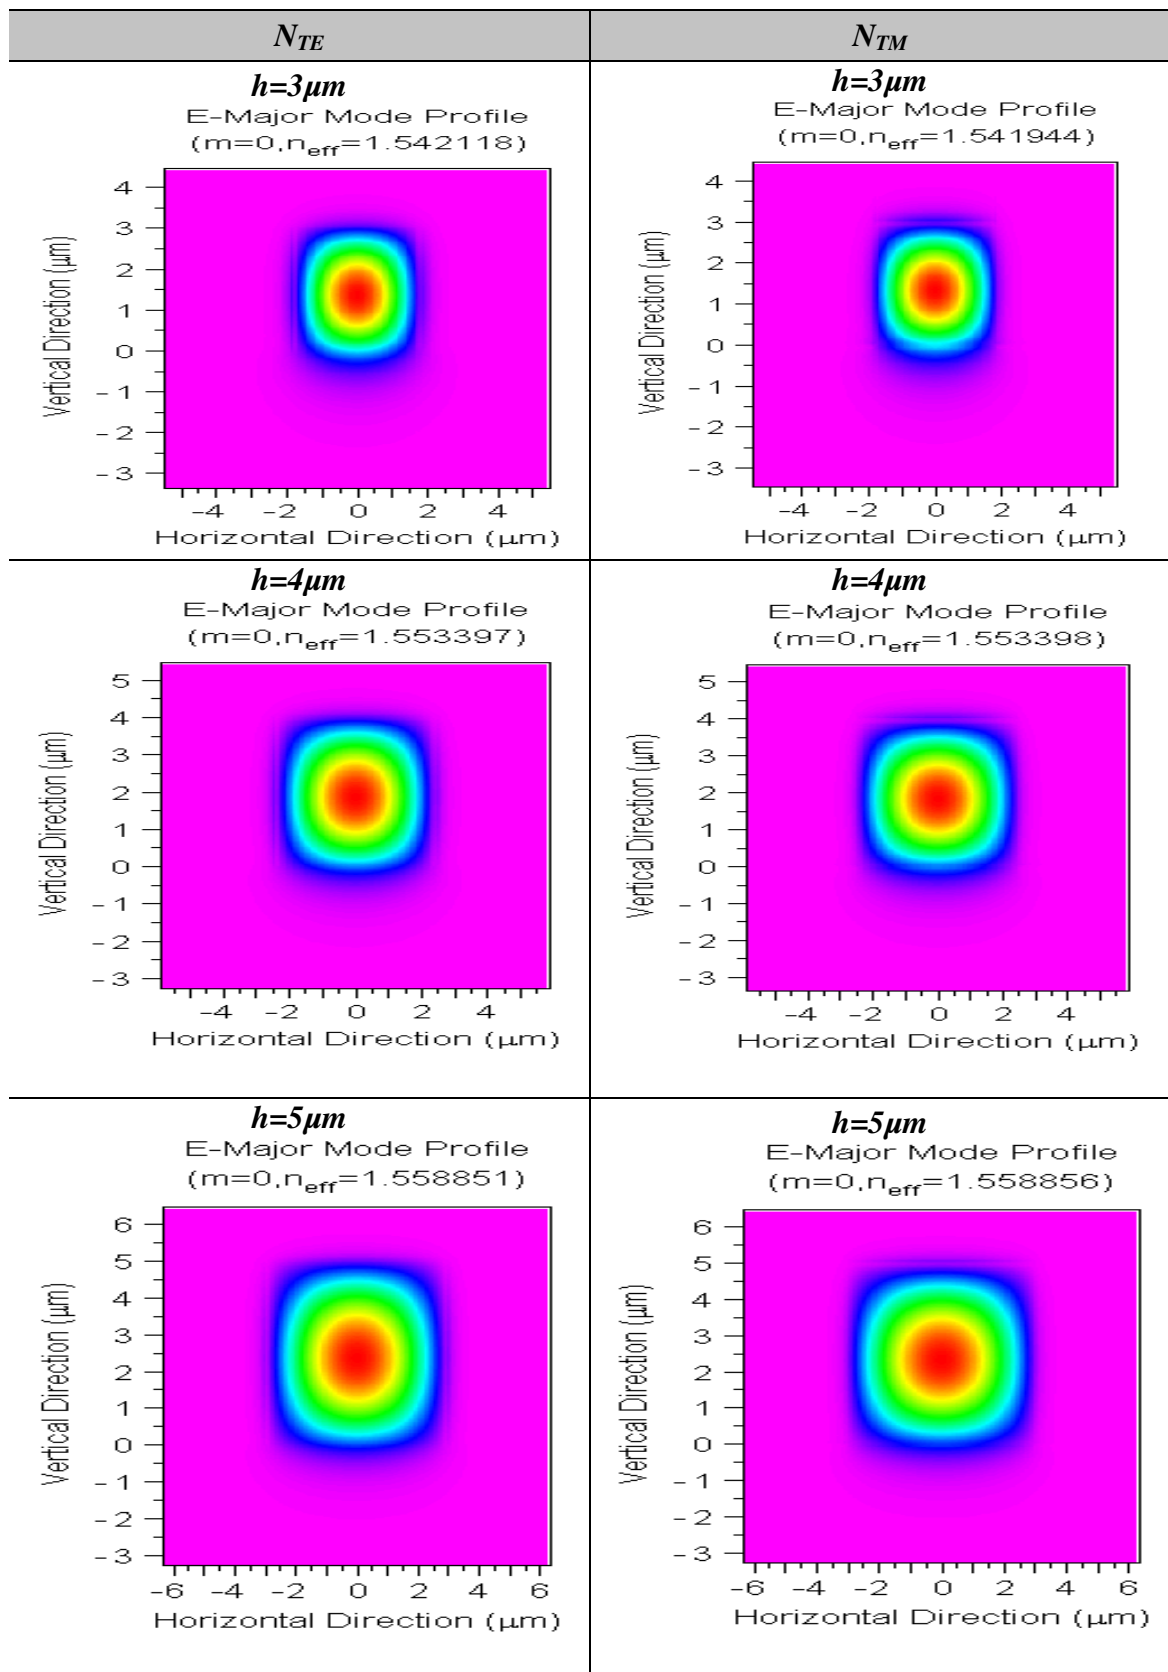 N_TE N_TM
h=3μm
E-Major Mode Profile
(m=0,n_eff=1.542118)
Vertical Direction (μm)
4
3
2
1
0
-1
-2
-3
-4 -2 0 2 4
Horizontal Direction (μm)
h=3μm
E-Major Mode Profile
(m=0,n_eff=1.541944)
Vertical Direction (μm)
4
3
2
1
0
-1
-2
-3
-4 -2 0 2 4
Horizontal Direction (μm)
h=4μm
E-Major Mode Profile
(m=0,n_eff=1.553397)
Vertical Direction (μm)
5
4
3
2
1
0
-1
-2
-3
-4 -2 0 2 4
Horizontal Direction (μm)
h=4μm
E-Major Mode Profile
(m=0,n_eff=1.553398)
Vertical Direction (μm)
5
4
3
2
1
0
-1
-2
-3
-4 -2 0 2 4
Horizontal Direction (μm)
h=5μm
E-Major Mode Profile
(m=0,n_eff=1.558851)
Vertical Direction (μm)
6
5
4
3
2
1
0
-1
-2
-3
-6 -4 -2 0 2 4 6
Horizontal Direction (μm)
h=5μm
E-Major Mode Profile
(m=0,n_eff=1.558856)
Vertical Direction (μm)
6
5
4
3
2
1
0
-1
-2
-3
-6 -4 -2 0 2 4 6
Horizontal Direction (μm)